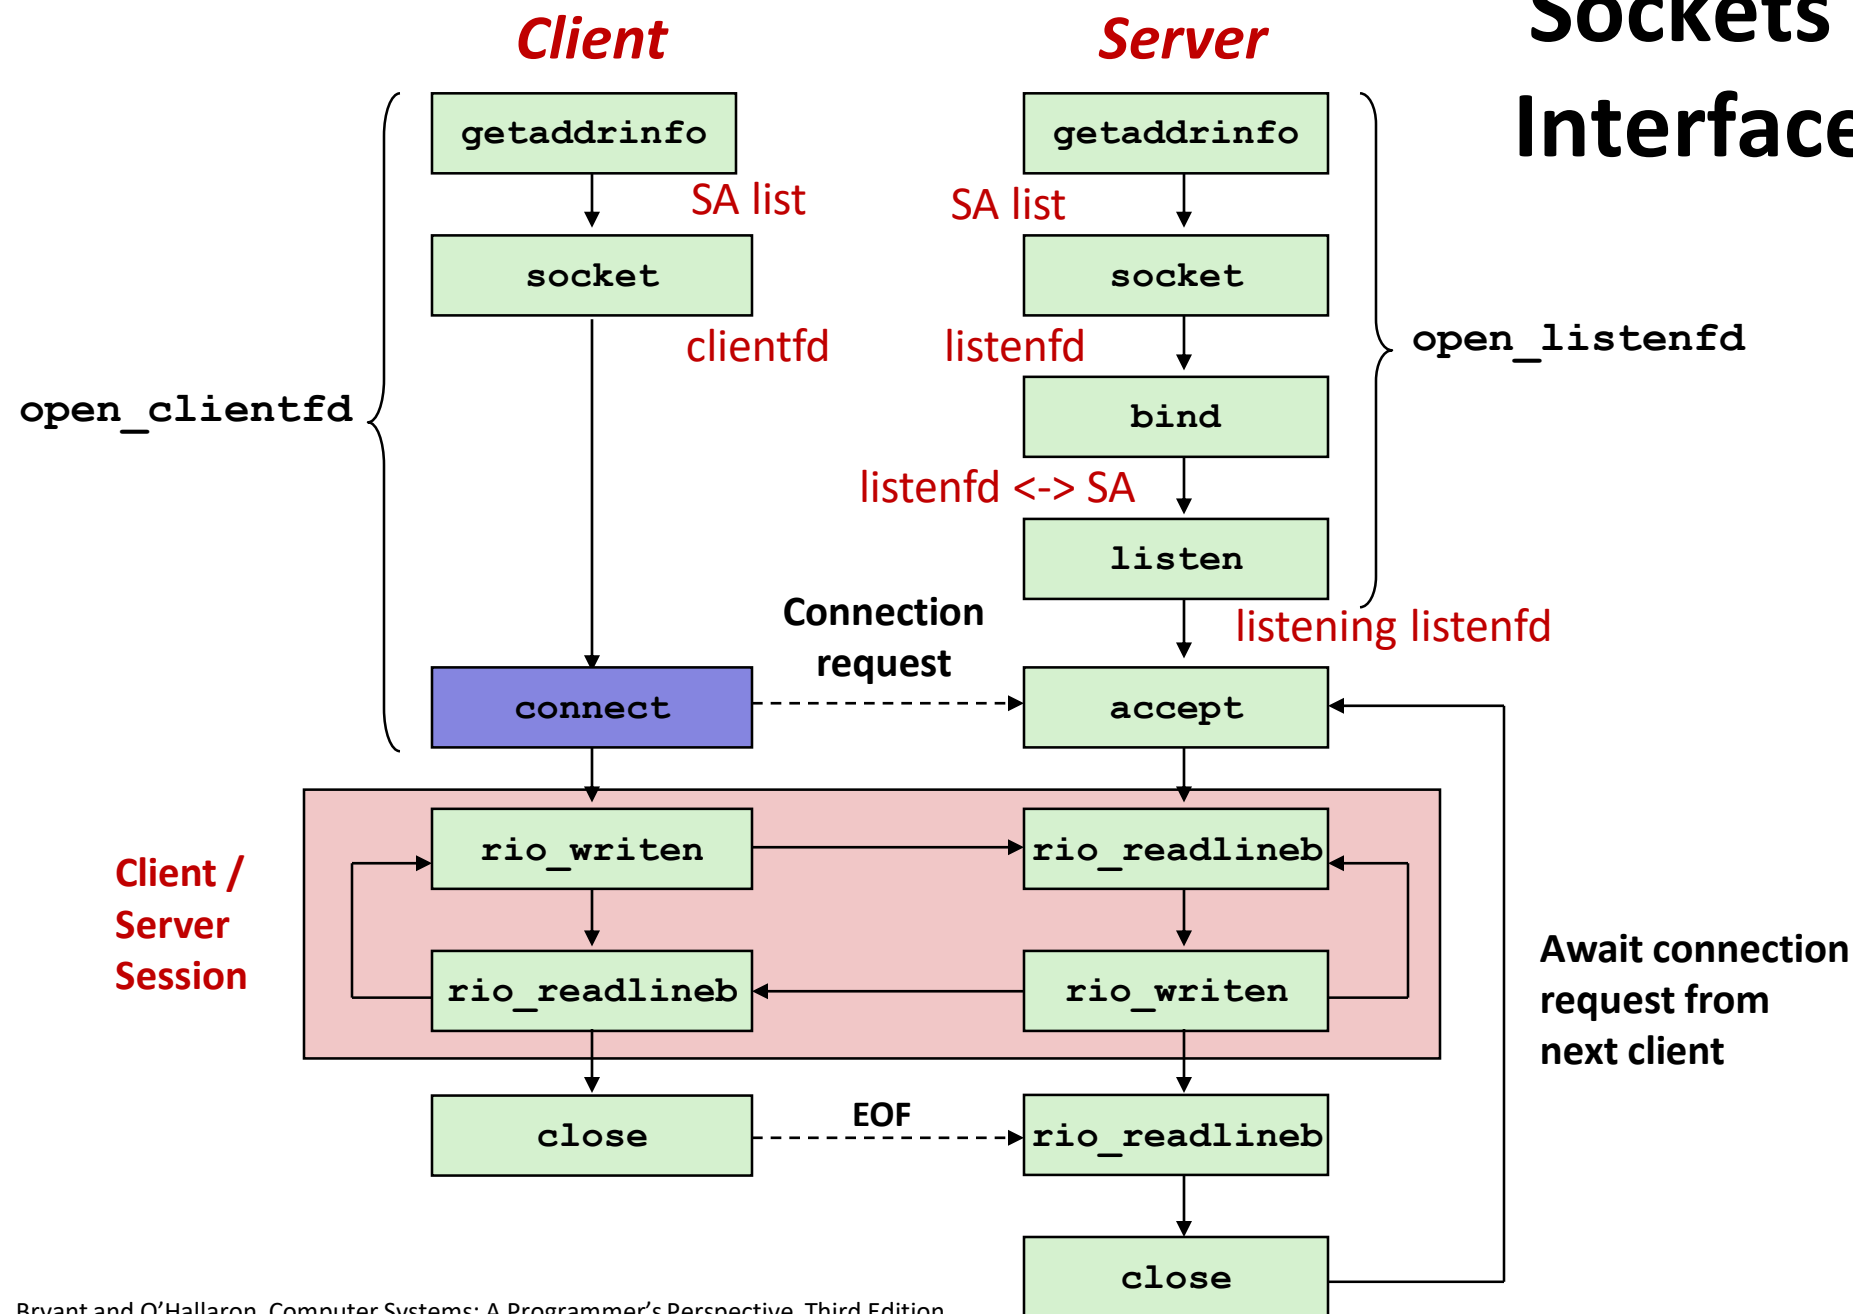 Client
Server
Sockets
Interface
getaddrinfo
getaddrinfo
SA list
SA list
socket
socket
clientfd
listenfd
open_listenfd
open_clientfd
bind
listenfd <-> SA
listen
Connection
request
listening listenfd
connect
accept
Client /
Server
Session
rio_writen
rio_readlineb
rio_readlineb
rio_writen
Await connection
request from
next client
close
EOF
rio_readlineb
close
Bryant and O'Hallaron, Computer Systems: A Programmer's Perspective, Third Edition